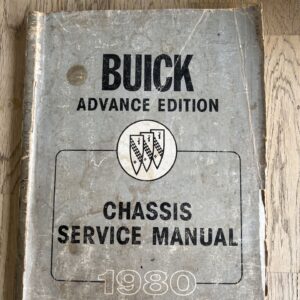 BUICK
ADVANCE EDITION
CHASSIS
SERVICE MANUAL
1980